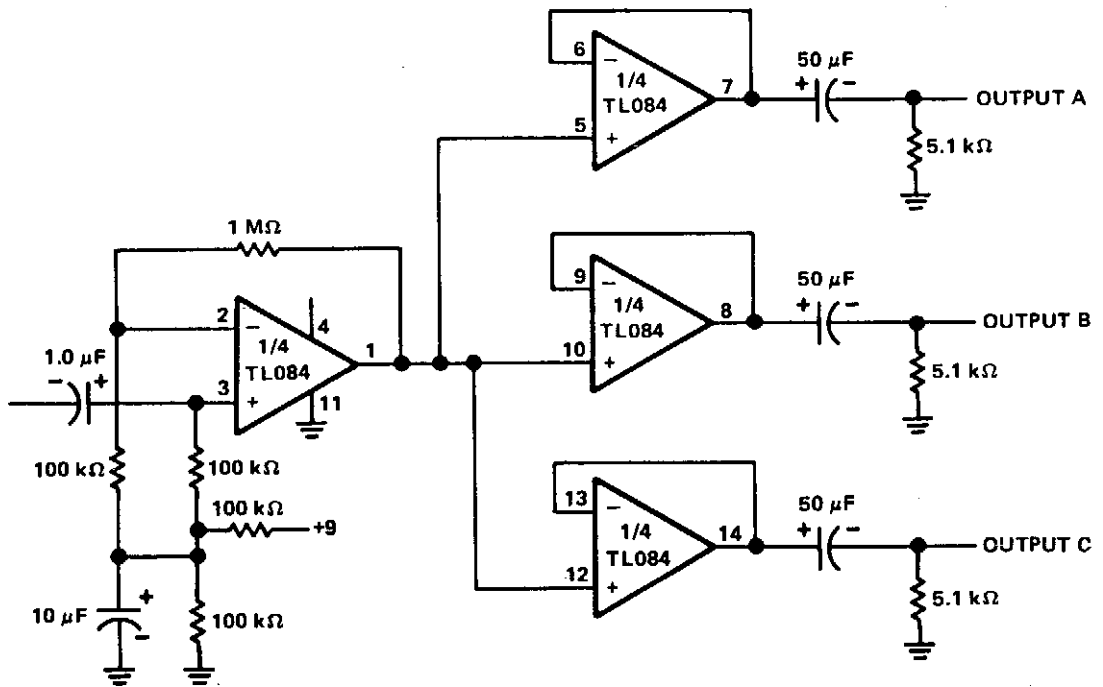 6
−
1/4
TL084
5
+
7
50 µF
+ −
OUTPUT A
5.1 kΩ
1 MΩ
2
−
4
1/4
TL084
1
3
+
11
1.0 µF
− +
100 kΩ
100 kΩ
100 kΩ
+9
10 µF
+
−
100 kΩ
9
−
1/4
TL084
10
+
8
50 µF
+ −
OUTPUT B
5.1 kΩ
13
−
1/4
TL084
12
+
14
50 µF
+ −
OUTPUT C
5.1 kΩ